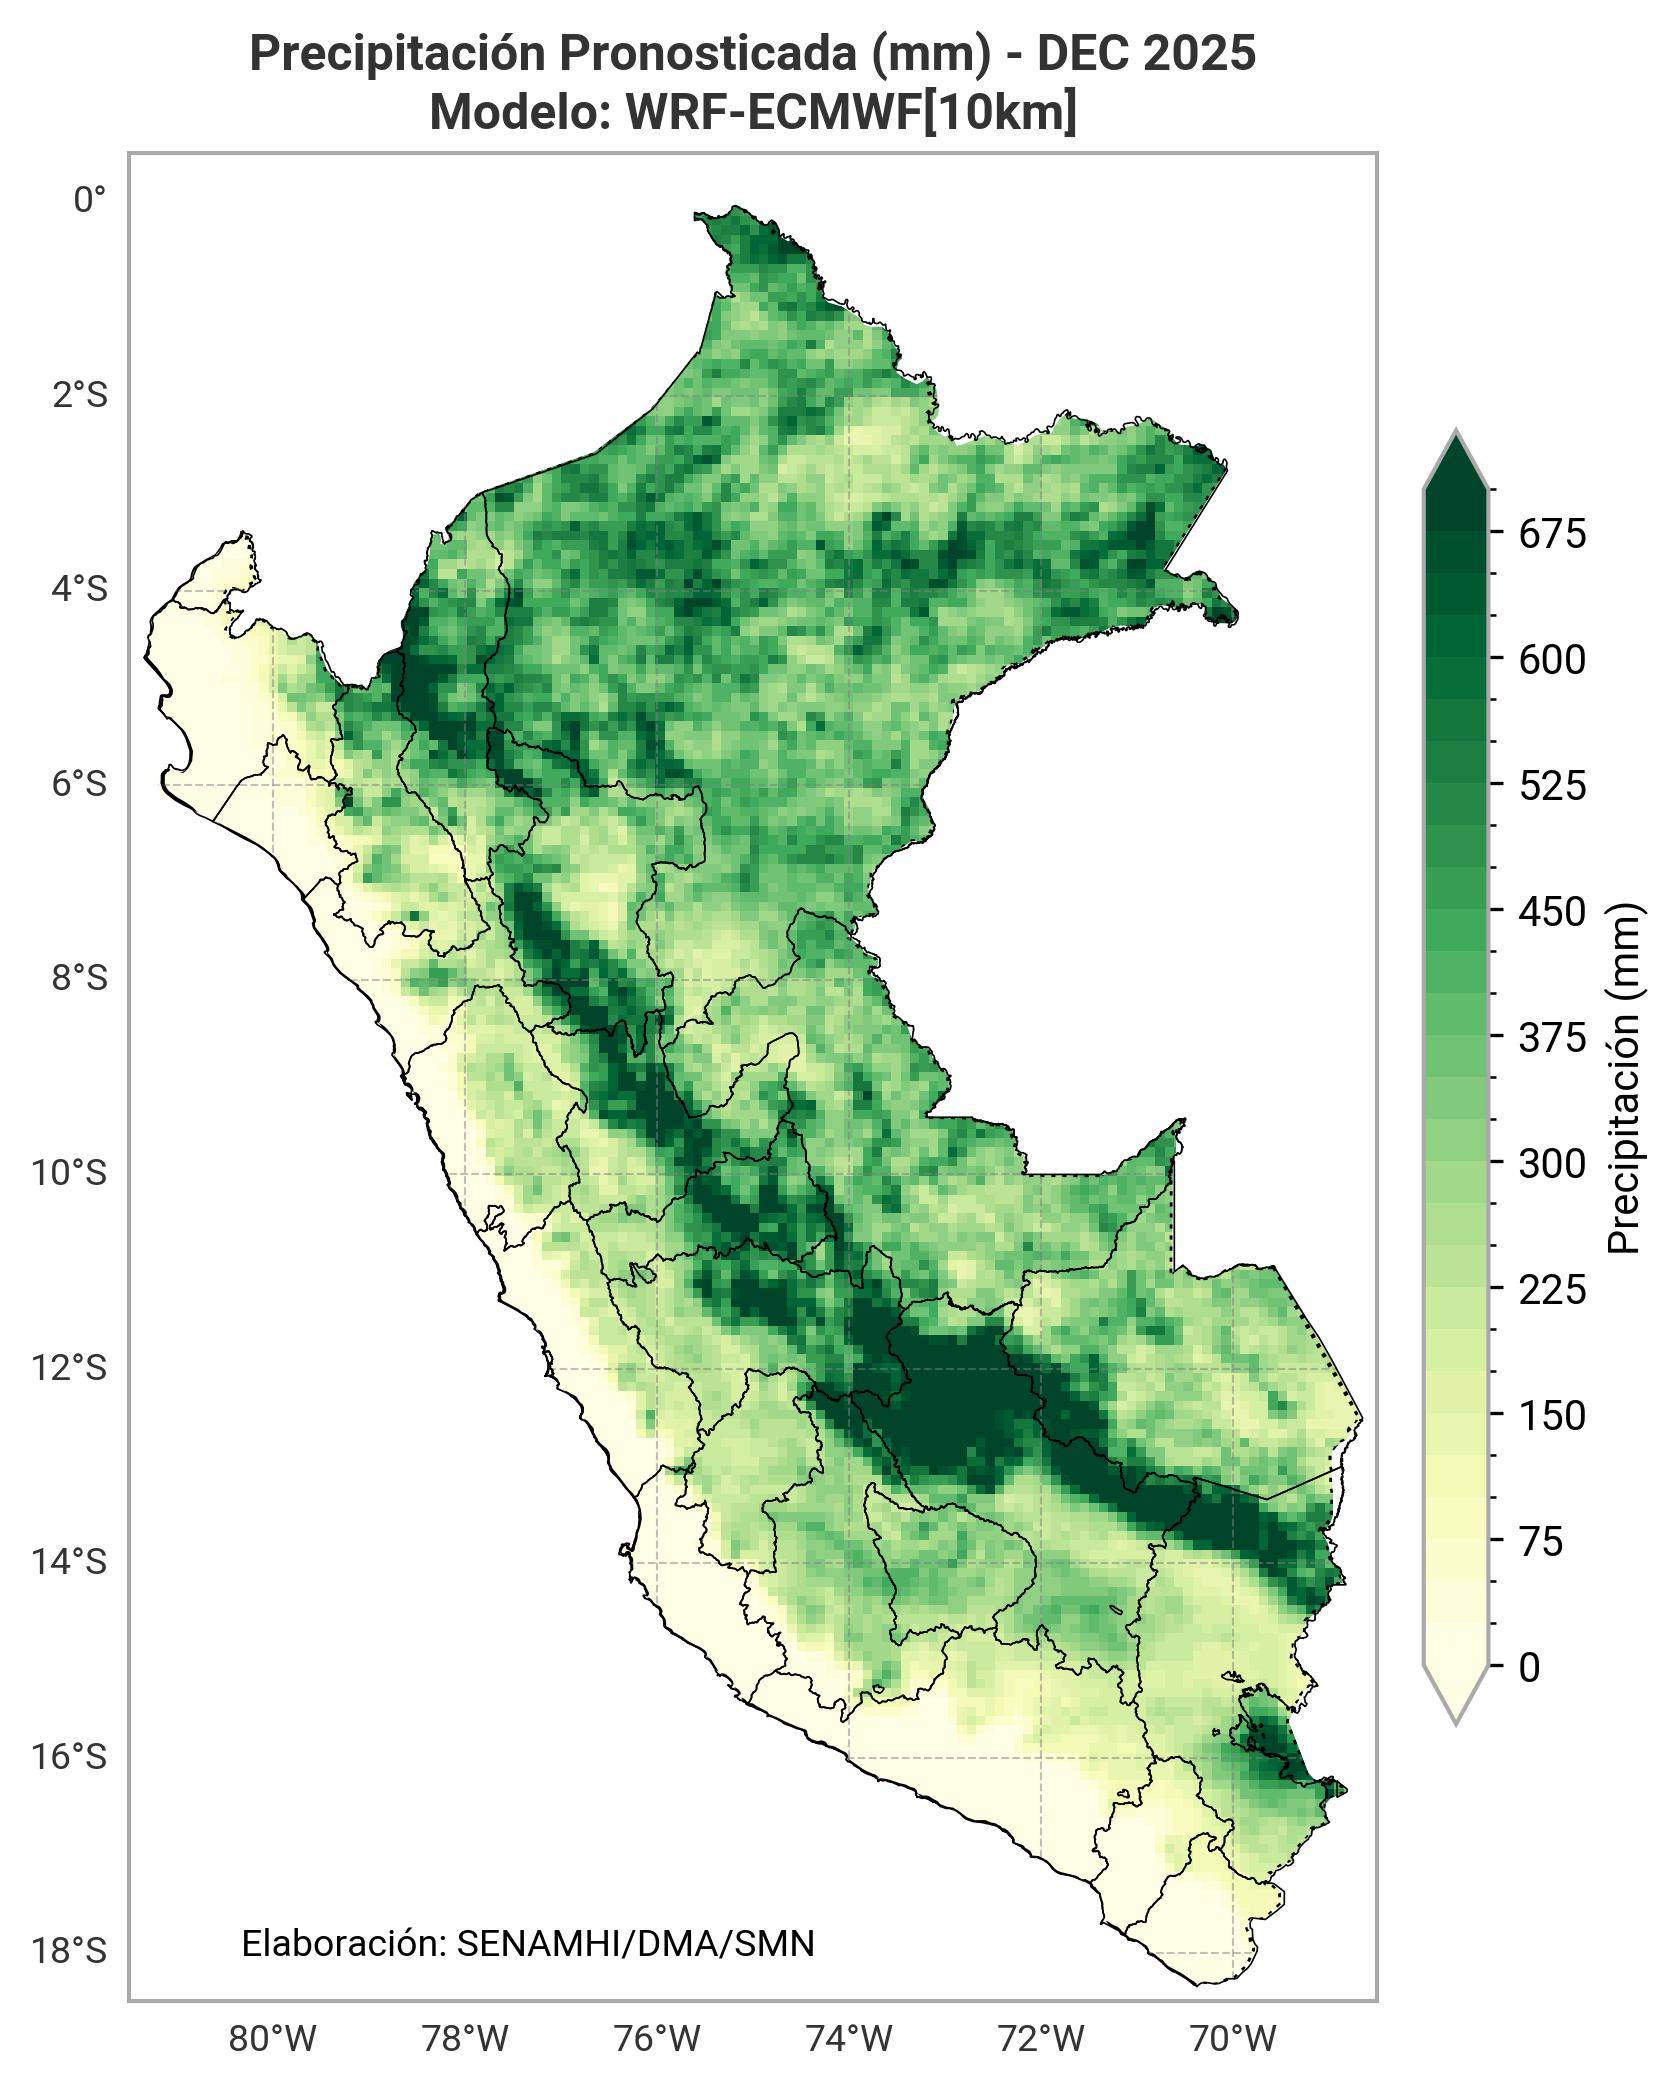 Precipitación Pronosticada (mm) - DEC 2025
Modelo: WRF-ECMWF[10km]
0°
2°S
4°S
6°S
8°S
10°S
12°S
14°S
16°S
18°S
80°W
78°W
76°W
74°W
72°W
70°W
Elaboración: SENAMHI/DMA/SMN
675
600
525
450
375
300
225
150
75
0
Precipitación (mm)